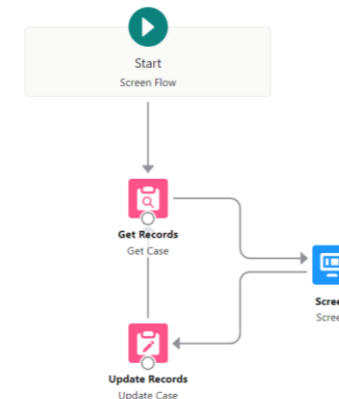 Start
Screen Flow
Get Records
Get Case
Update Records
Update Case